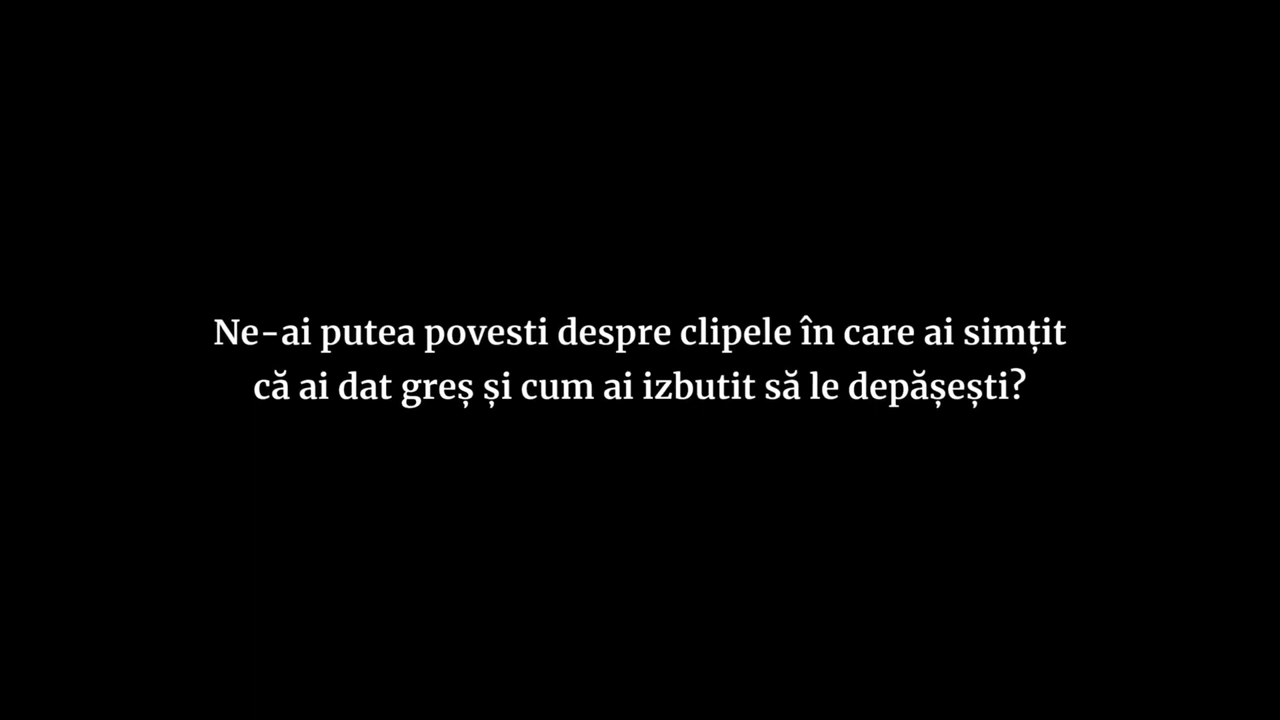 Ne-ai putea povesti despre clipele în care ai simțit
că ai dat greș și cum ai izbutit să le depășești?